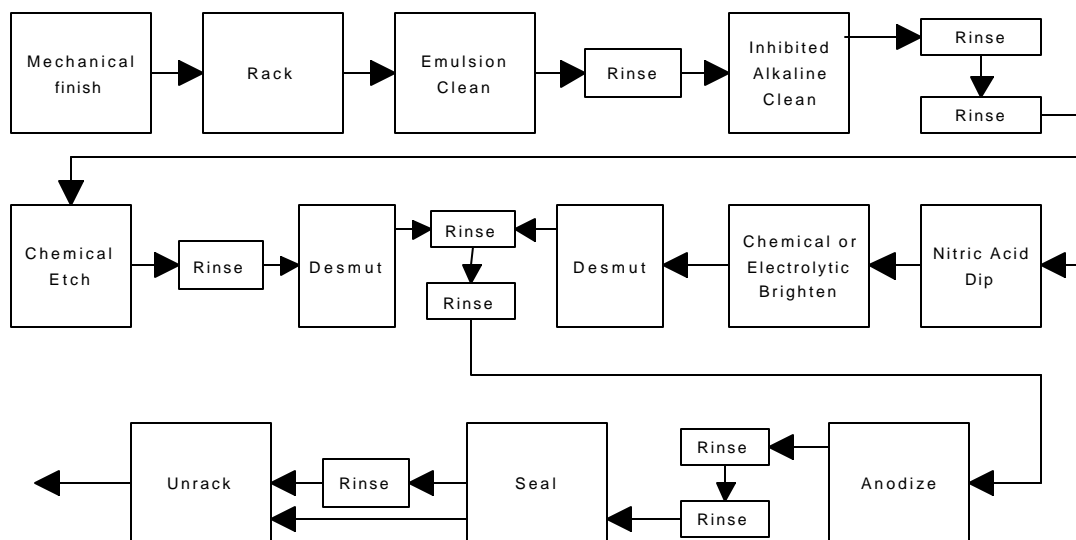 Mechanical
finish
Rack
Emulsion
Clean
Rinse
Inhibited
Alkaline
Clean
Rinse
Rinse
Chemical
Etch
Rinse
Desmut
Rinse
Rinse
Desmut
Chemical or
Electrolytic
Brighten
Nitric Acid
Dip
Unrack
Rinse
Seal
Rinse
Rinse
Anodize